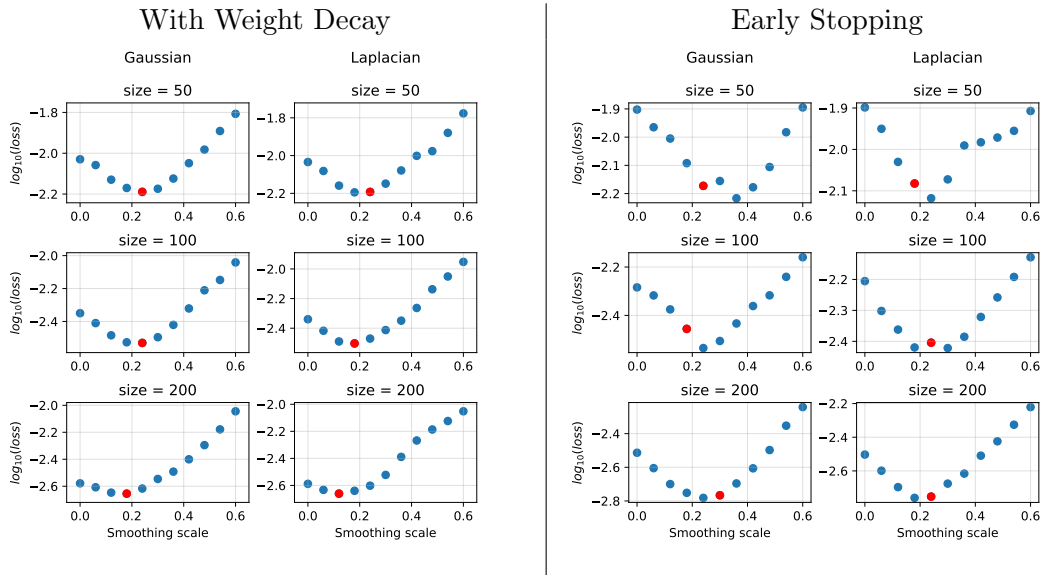 With Weight Decay
Early Stopping
Gaussian
Laplacian
Gaussian
Laplacian
size = 50
size = 50
size = 50
size = 50
log10(loss)
−1.8
−2.0
−2.2
0.0 0.2 0.4 0.6
−1.8
−2.0
−2.2
0.0 0.2 0.4 0.6
log10(loss)
−1.9
−2.0
−2.1
−2.2
0.0 0.2 0.4 0.6
−1.9
−2.0
−2.1
0.0 0.2 0.4 0.6
size = 100
size = 100
size = 100
size = 100
log10(loss)
−2.0
−2.2
−2.4
0.0 0.2 0.4 0.6
−2.0
−2.2
−2.4
0.0 0.2 0.4 0.6
log10(loss)
−2.2
−2.4
0.0 0.2 0.4 0.6
−2.2
−2.3
−2.4
0.0 0.2 0.4 0.6
size = 200
size = 200
size = 200
size = 200
log10(loss)
−2.0
−2.2
−2.4
−2.6
0.0 0.2 0.4 0.6
Smoothing scale
−2.0
−2.2
−2.4
−2.6
0.0 0.2 0.4 0.6
Smoothing scale
log10(loss)
−2.4
−2.6
−2.8
0.0 0.2 0.4 0.6
Smoothing scale
−2.2
−2.4
−2.6
0.0 0.2 0.4 0.6
Smoothing scale